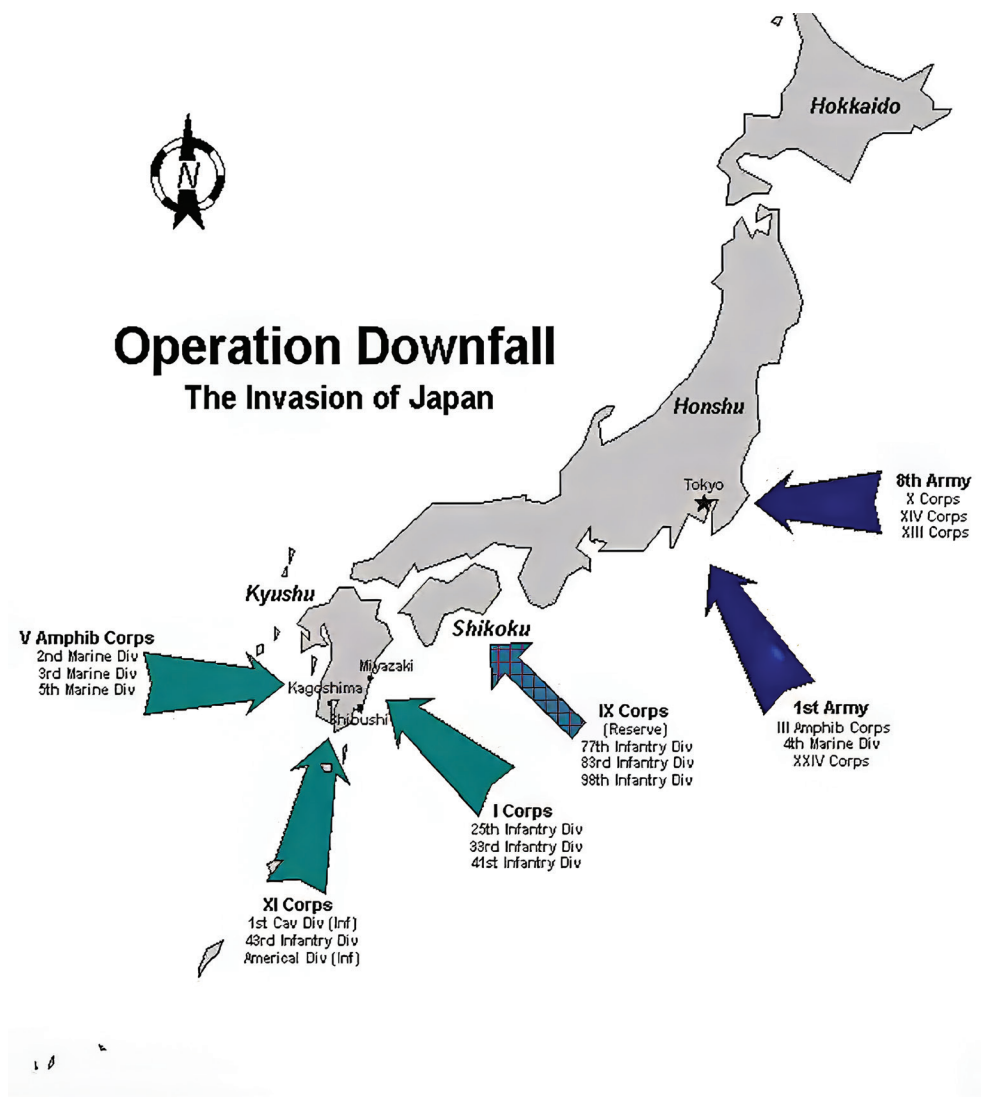 Hokkaido
N
Operation Downfall
The Invasion of Japan
Honshu
Tokyo
8th Army
X Corps
XIV Corps
XIII Corps
Kyushu
Shikoku
V Amphib Corps
2nd Marine Div
3rd Marine Div
5th Marine Div
Miyazaki
Kagoshima
Shibushi
IX Corps
(Reserve)
77th Infantry Div
83rd Infantry Div
98th Infantry Div
1st Army
III Amphib Corps
4th Marine Div
XXIV Corps
I Corps
25th Infantry Div
33rd Infantry Div
41st Infantry Div
XI Corps
1st Cav Div (Inf)
43rd Infantry Div
Americal Div (Inf)